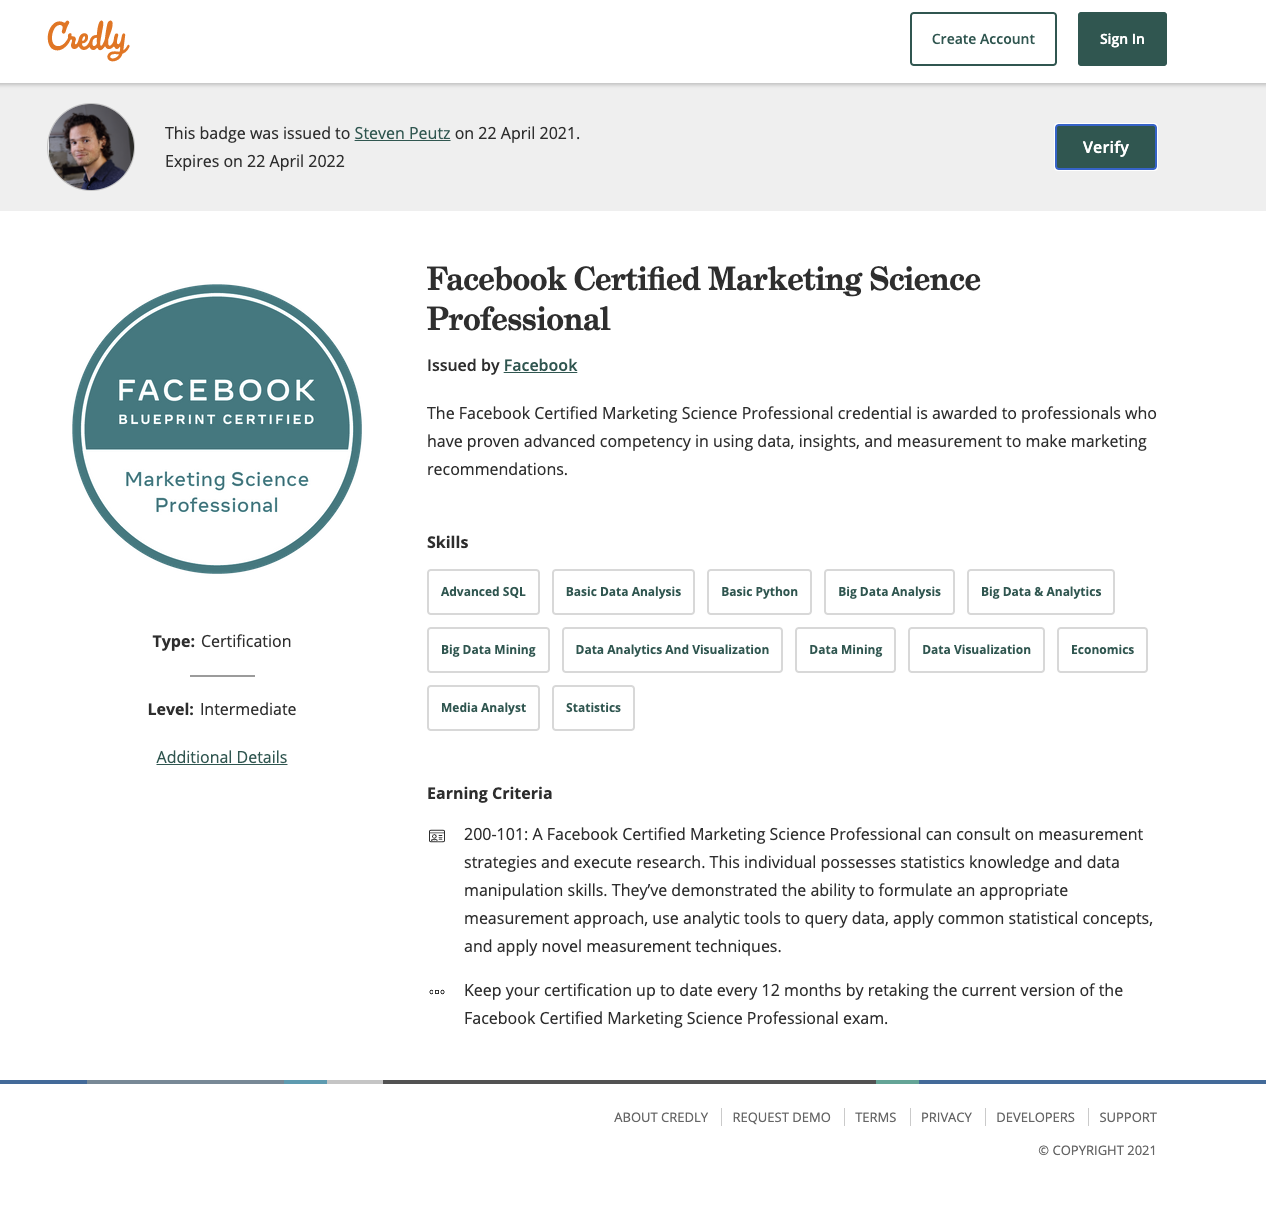 Credly
Create Account
Sign In
This badge was issued to Steven Peutz on 22 April 2021.
Expires on 22 April 2022
Verify
FACEBOOK
BLUEPRINT CERTIFIED
Marketing Science
Professional
Type: Certification
Level: Intermediate
Additional Details
Facebook Certified Marketing Science
Professional
Issued by Facebook
The Facebook Certified Marketing Science Professional credential is awarded to professionals who
have proven advanced competency in using data, insights, and measurement to make marketing
recommendations.
Skills
Advanced SQL
Basic Data Analysis
Basic Python
Big Data Analysis
Big Data & Analytics
Big Data Mining
Data Analytics And Visualization
Data Mining
Data Visualization
Economics
Media Analyst
Statistics
Earning Criteria
200-101: A Facebook Certified Marketing Science Professional can consult on measurement
strategies and execute research. This individual possesses statistics knowledge and data
manipulation skills. They’ve demonstrated the ability to formulate an appropriate
measurement approach, use analytic tools to query data, apply common statistical concepts,
and apply novel measurement techniques.
Keep your certification up to date every 12 months by retaking the current version of the
Facebook Certified Marketing Science Professional exam.
ABOUT CREDLY
REQUEST DEMO
TERMS
PRIVACY
DEVELOPERS
SUPPORT
© COPYRIGHT 2021